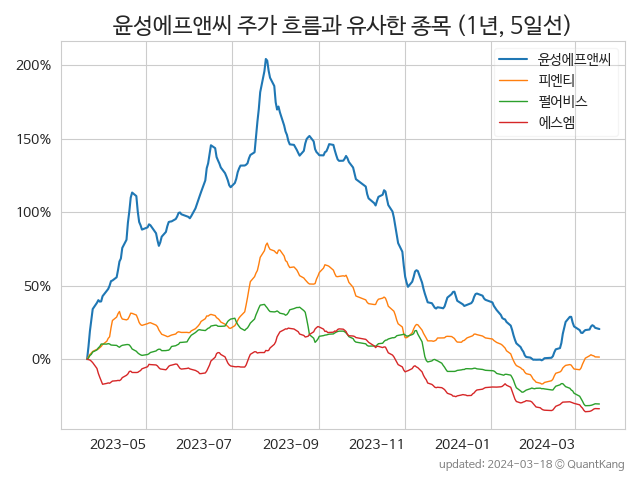 윤성에프앤씨 주가 흐름과 유사한 종목 (1년, 5일선)
윤성에프앤씨
피엔티
펄어비스
에스엠
200%
150%
100%
50%
0%
2023-05 2023-07 2023-09 2023-11 2024-01 2024-03
updated: 2024-03-18 © QuantKang